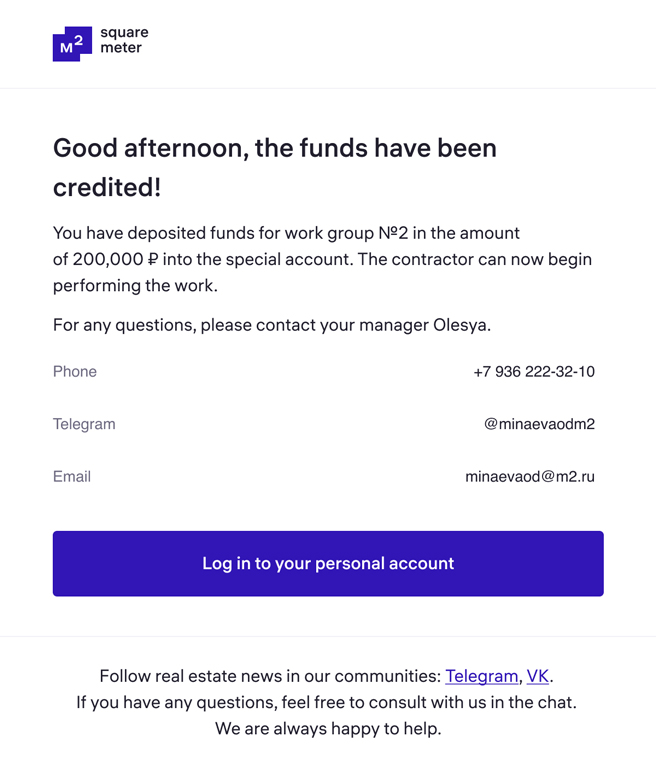 M2
square
meter
Good afternoon, the funds have been
credited!
You have deposited funds for work group №2 in the amount
of 200,000 ₽ into the special account. The contractor can now begin
performing the work.
For any questions, please contact your manager Olesya.
Phone +7 936 222-32-10
Telegram @minaevaodm2
Email minaevaod@m2.ru
Log in to your personal account
Follow real estate news in our communities: Telegram, VK.
If you have any questions, feel free to consult with us in the chat.
We are always happy to help.